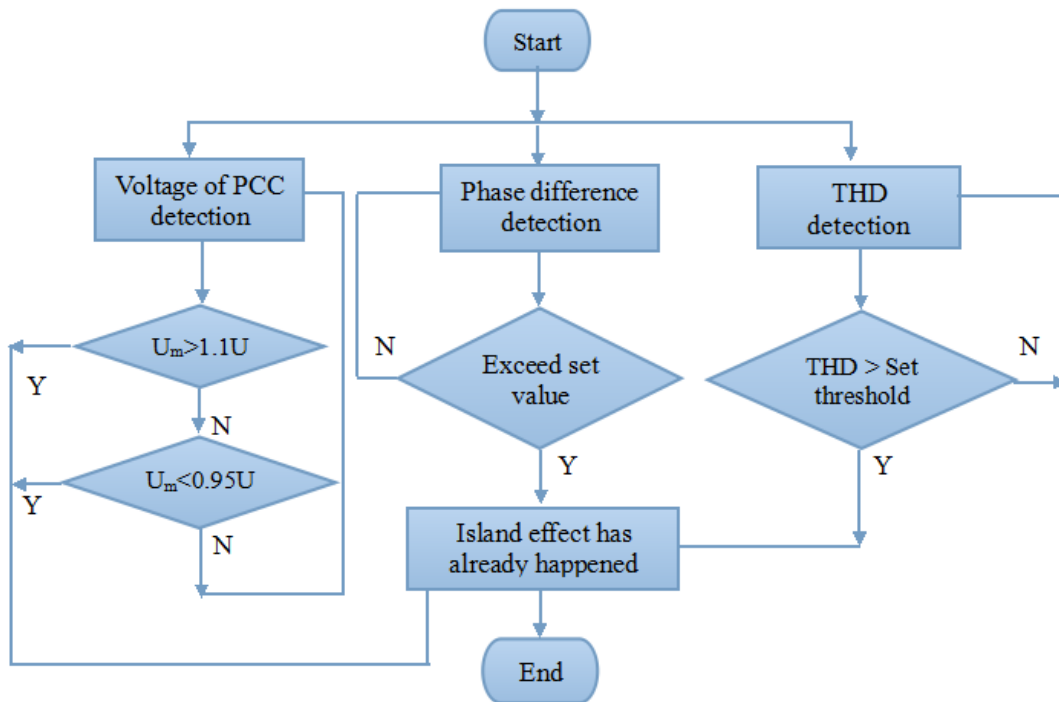 Start
Voltage of PCC
detection
Phase difference
detection
THD
detection
Uₘ>1.1U
Y
N
Uₘ<0.95U
Y
N
N
Exceed set
value
Y
THD > Set
threshold
N
Y
Island effect has
already happened
End